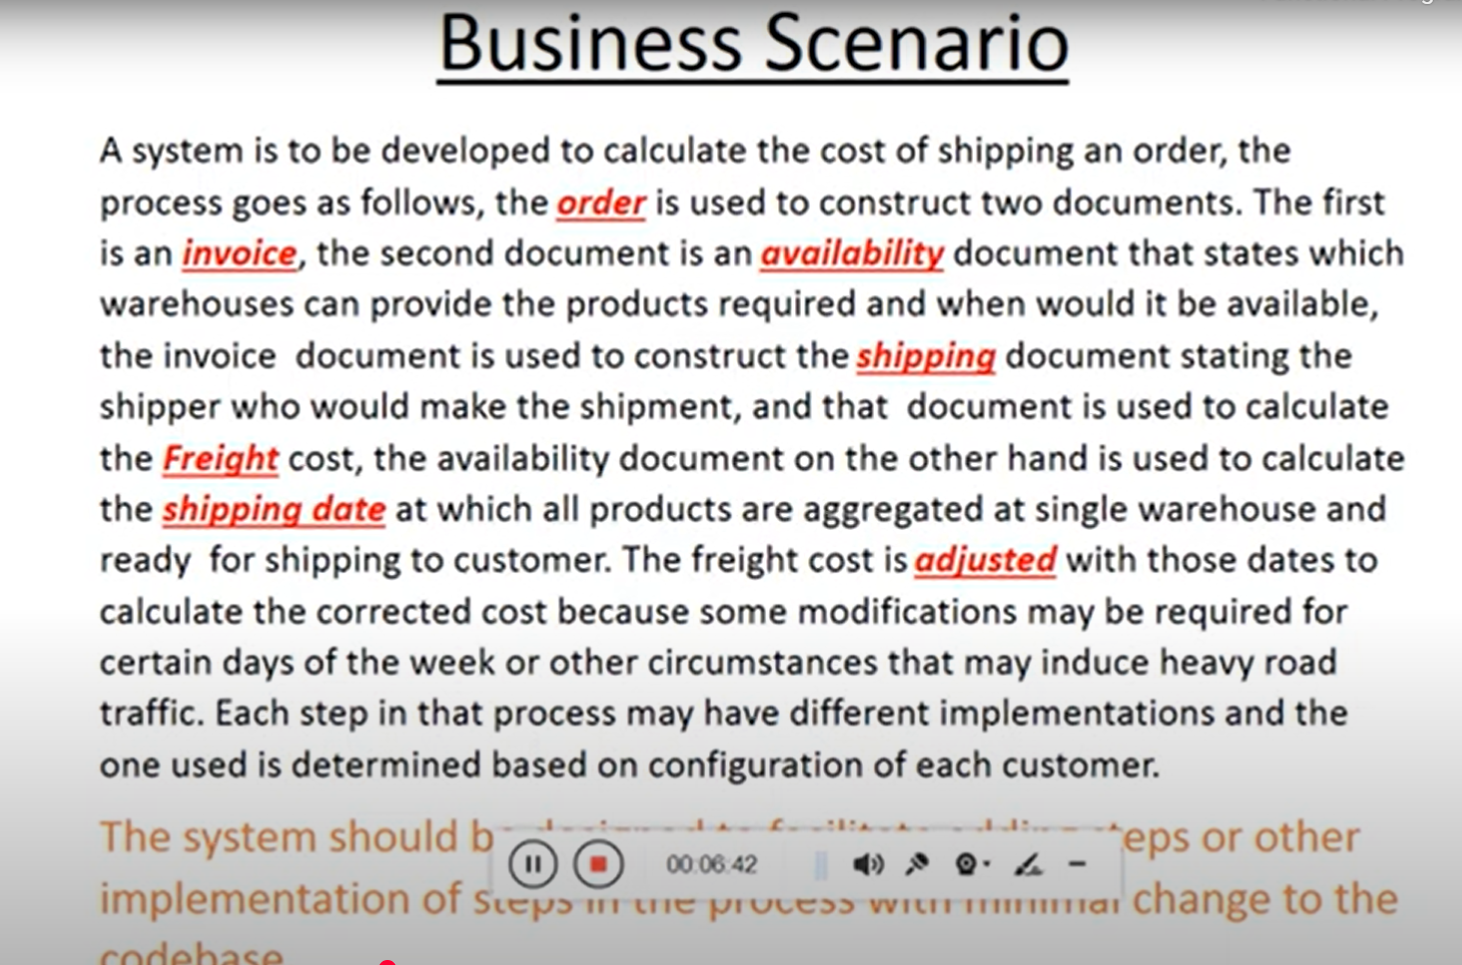 Business Scenario
A system is to be developed to calculate the cost of shipping an order, the
process goes as follows, the order is used to construct two documents. The first
is an invoice, the second document is an availability document that states which
warehouses can provide the products required and when would it be available,
the invoice document is used to construct the shipping document stating the
shipper who would make the shipment, and that document is used to calculate
the Freight cost, the availability document on the other hand is used to calculate
the shipping date at which all products are aggregated at single warehouse and
ready for shipping to customer. The freight cost is adjusted with those dates to
calculate the corrected cost because some modifications may be required for
certain days of the week or other circumstances that may induce heavy road
traffic. Each step in that process may have different implementations and the
one used is determined based on configuration of each customer.
The system should or other
00:06:42
implementation of steps in the process with minimal change to the
codebase